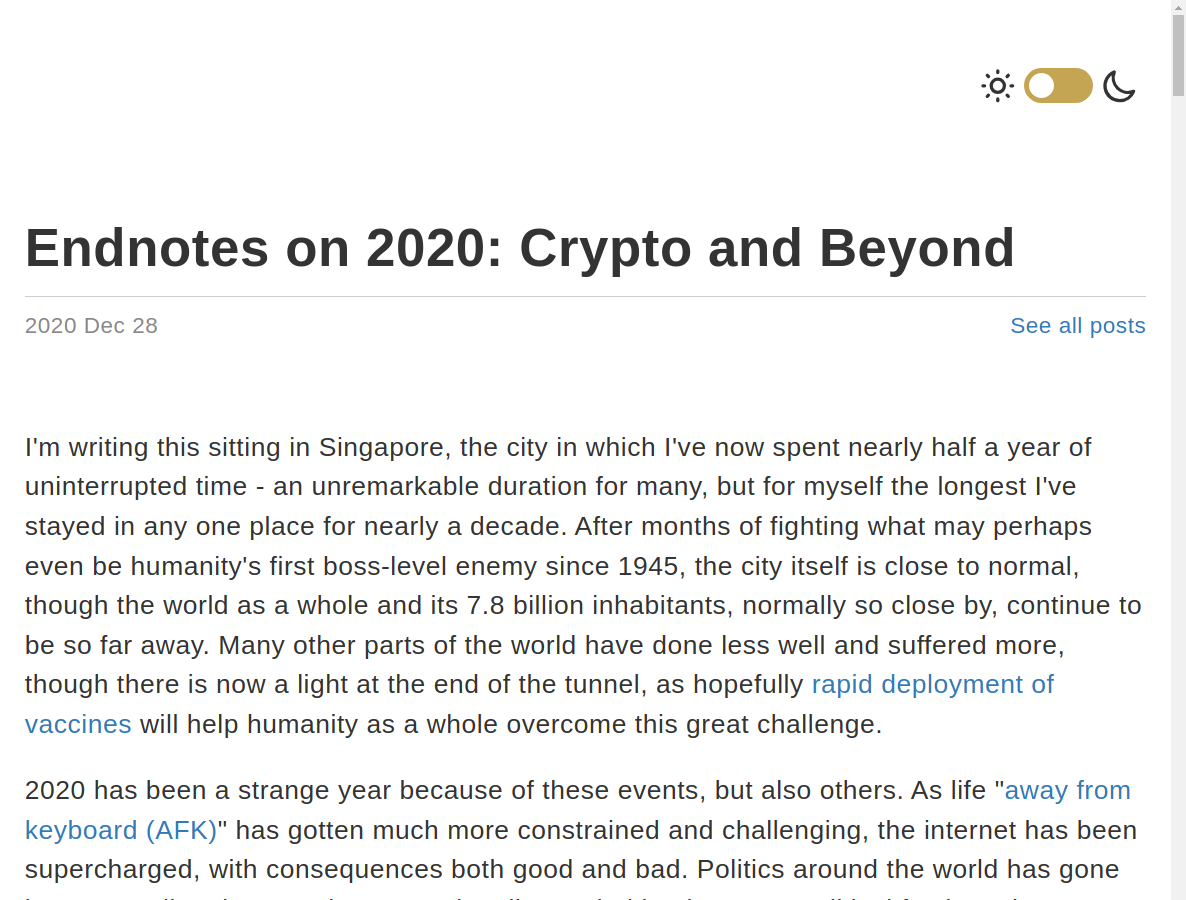 Endnotes on 2020: Crypto and Beyond
2020 Dec 28
See all posts
I'm writing this sitting in Singapore, the city in which I've now spent nearly half a year of
uninterrupted time - an unremarkable duration for many, but for myself the longest I've
stayed in any one place for nearly a decade. After months of fighting what may perhaps
even be humanity's first boss-level enemy since 1945, the city itself is close to normal,
though the world as a whole and its 7.8 billion inhabitants, normally so close by, continue to
be so far away. Many other parts of the world have done less well and suffered more,
though there is now a light at the end of the tunnel, as hopefully rapid deployment of
vaccines will help humanity as a whole overcome this great challenge.
2020 has been a strange year because of these events, but also others. As life "away from
keyboard (AFK)" has gotten much more constrained and challenging, the internet has been
supercharged, with consequences both good and bad. Politics around the world has gone